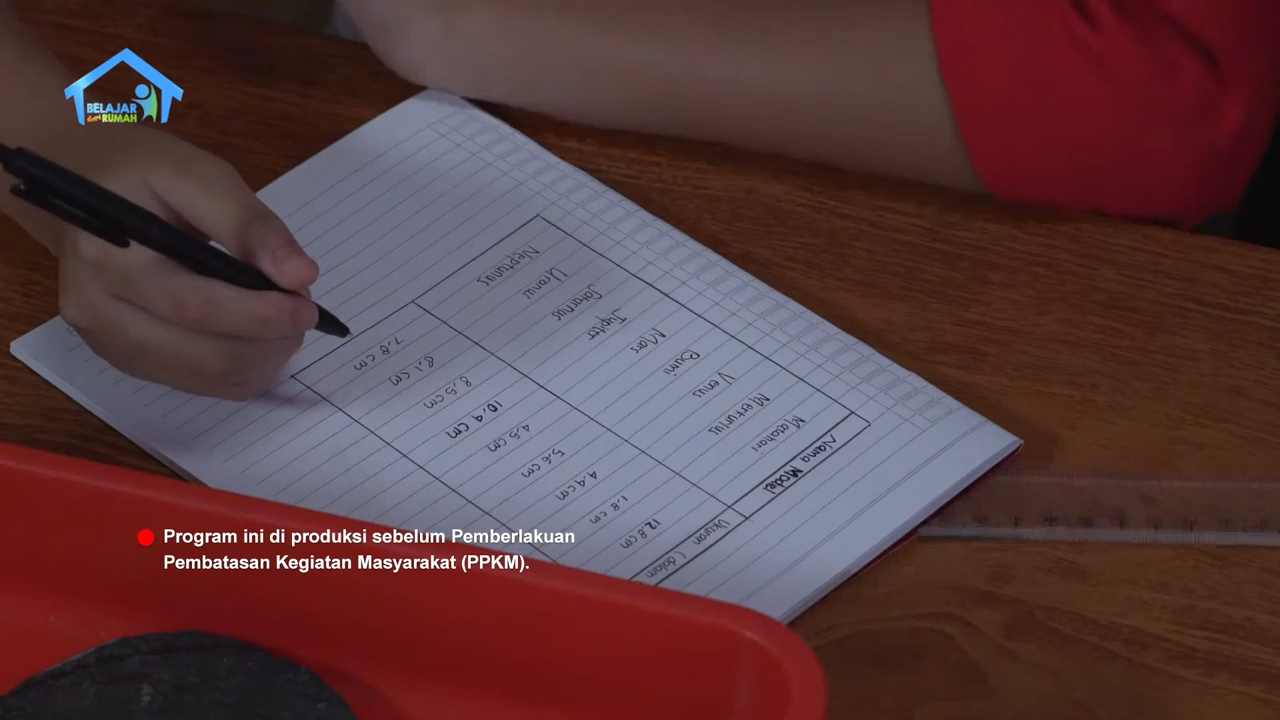 BELAJAR
dari RUMAH
Nama Model Ukuran (dalam
Matahari 12,8 cm
Merkurius 1,8 cm
Venus 4,4 cm
Bumi 5,6 cm
Mars 4,5 cm
Jupiter 10,4 cm
Saturnus 8,5 cm
Uranus 8,1 cm
Neptunus 7,8 cm
Program ini di produksi sebelum Pemberlakuan
Pembatasan Kegiatan Masyarakat (PPKM).